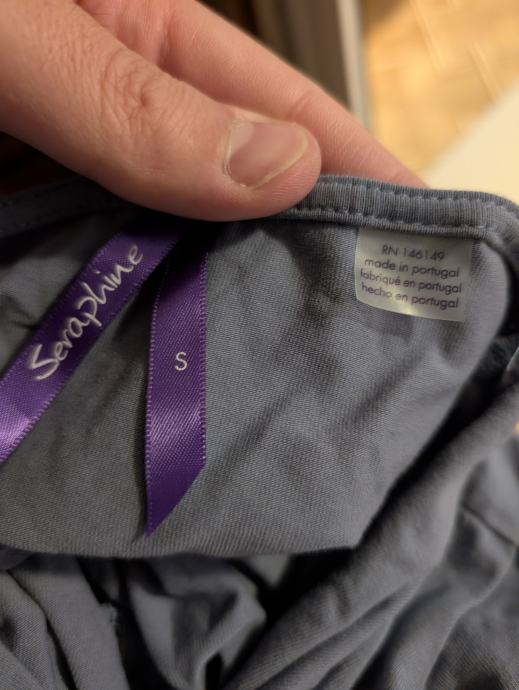 Seraphine
S
RN 146149
made in portugal
fabriqué en portugal
hecho en portugal